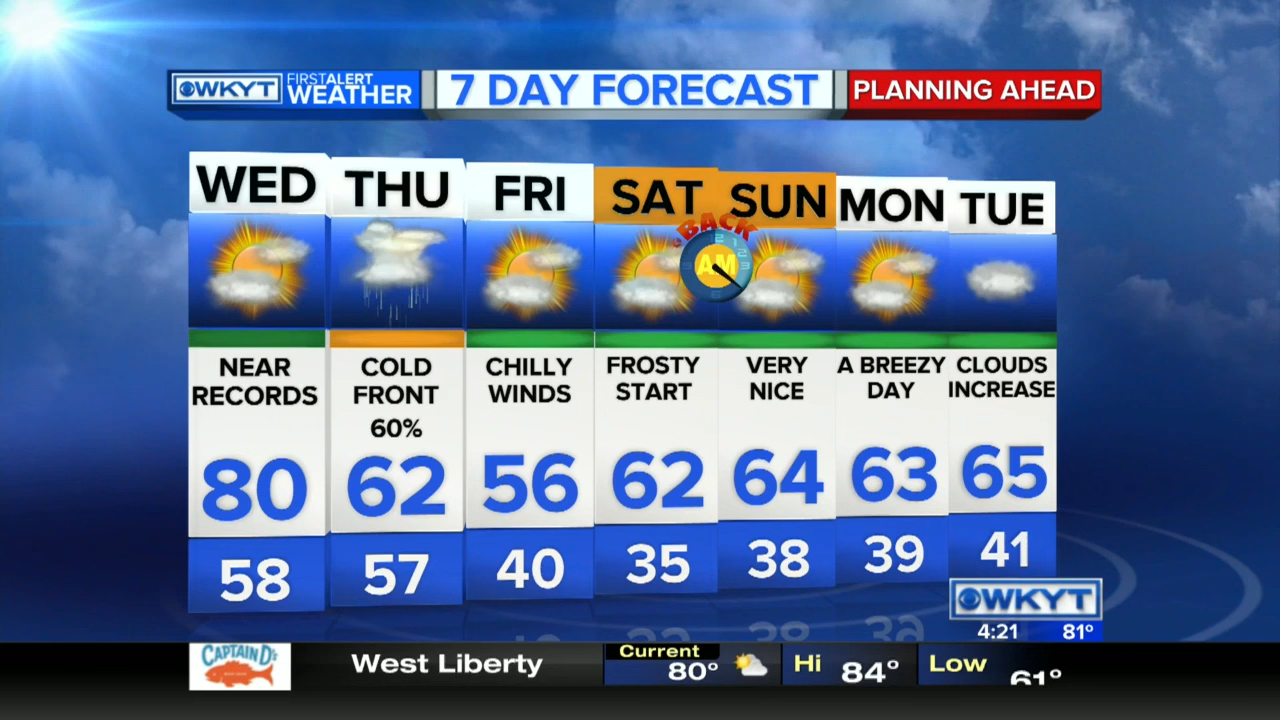 WKYT FIRST ALERT WEATHER 7 DAY FORECAST PLANNING AHEAD
WED THU FRI SAT SUN MON TUE
BACK
AM
NEAR RECORDS
COLD FRONT
60%
CHILLY WINDS
FROSTY START
VERY NICE
A BREEZY DAY
CLOUDS INCREASE
80 62 56 62 64 63 65
58 57 40 35 38 39 41
WKYT
4:21 81°
CAPTAIN D's West Liberty Current 80° Hi 84° Low 61°